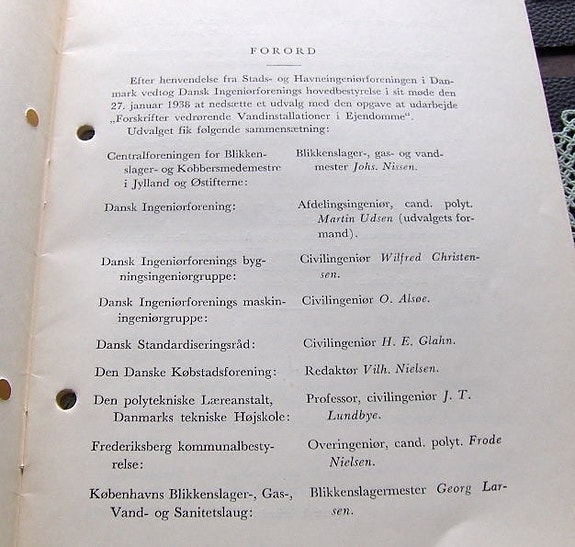 FORORD
Efter henvendelse fra Stads- og Havneingeniørforeningen i Dan-
mark vedtog Dansk Ingeniørforenings hovedbestyrelse i sit møde den
27. januar 1938 at nedsætte et udvalg med den opgave at udarbejde
„Forskrifter vedrørende Vandinstallationer i Ejendomme“.
Udvalget fik følgende sammensætning:
Centralforeningen for Blikken-
slager- og Kobbersmedemestre
i Jylland og Østifterne:
Blikkenslager-, gas- og vand-
mester Johs. Nissen.
Dansk Ingeniørforening:
Afdelingsingeniør, cand. polyt.
Martin Udsen (udvalgets for-
mand).
Dansk Ingeniørforenings byg-
ningsingeniørgruppe:
Civilingeniør Wilfred Christen-
sen.
Dansk Ingeniørforenings maskin-
ingeniørgruppe:
Civilingeniør O. Alsøe.
Dansk Standardiseringsråd:
Civilingeniør H. E. Glahn.
Den Danske Købstadsforening:
Redaktør Vilh. Nielsen.
Den polytekniske Læreanstalt,
Danmarks tekniske Højskole:
Professor, civilingeniør J. T.
Lundbye.
Frederiksberg kommunalbesty-
relse:
Overingeniør, cand. polyt. Frode
Nielsen.
Københavns Blikkenslager-, Gas-,
Vand- og Sanitetslaug:
Blikkenslagermester Georg Lar-
sen.